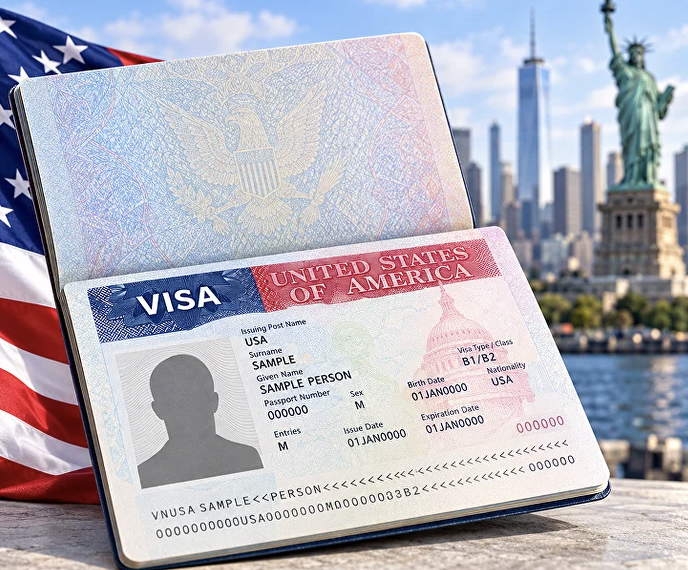 VISA
UNITED STATES
OF AMERICA
Issuing Post Name
USA
Surname
SAMPLE
Given Name
SAMPLE PERSON
Visa Type / Class
B1/B2
Passport Number
000000
Sex
M
Birth Date
01JAN0000
Nationality
USA
Entries
M
Issue Date
01JAN0000
Expiration Date
01JAN0000
000000
VNUSA SAMPLE<<PERSON<<<<<<<<<<<<<<<<<<<<<<<<<<
0000000000USA0000000M00000003B2<<<<<<<<<<<< 000000